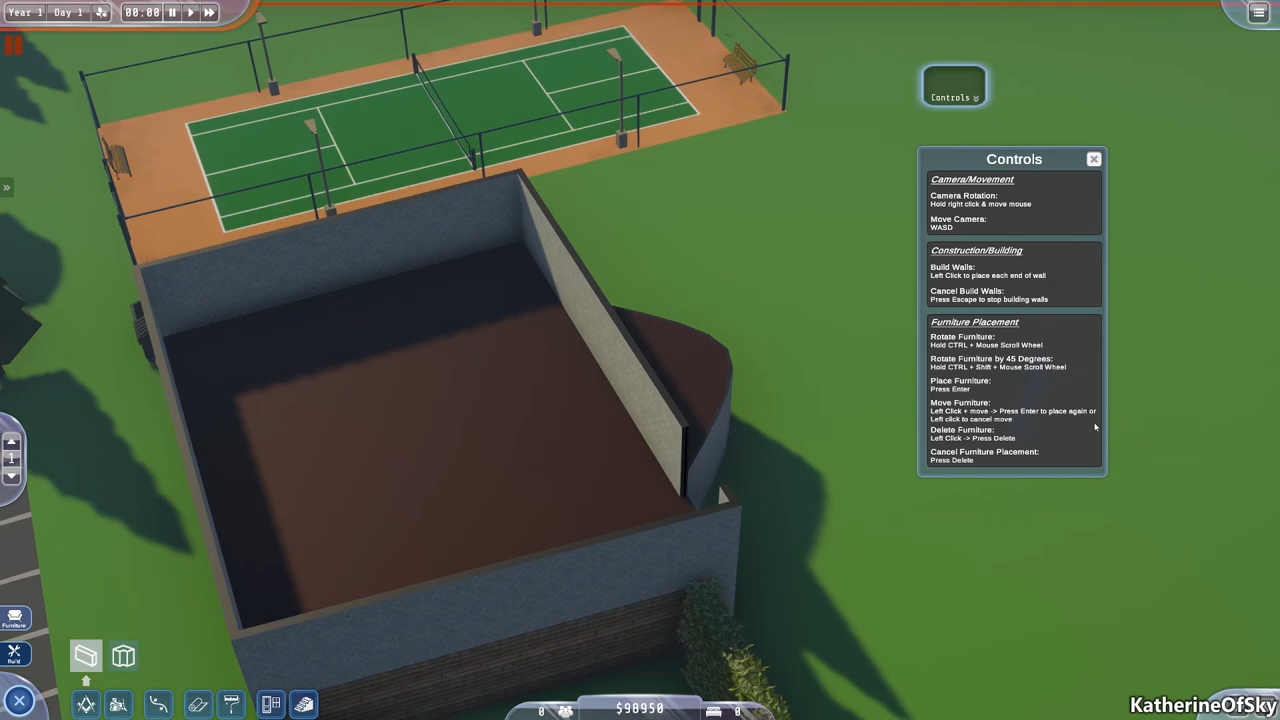 Year 1 Day 1 00:00
Controls
Controls
Camera/Movement
Camera Rotation:
Hold right click & move mouse
Move Camera:
WASD
Construction/Building
Build Walls:
Left Click to place each end of wall
Cancel Build Walls:
Press Escape to stop building walls
Furniture Placement
Rotate Furniture:
Hold CTRL + Mouse Scroll Wheel
Rotate Furniture by 45 Degrees:
Hold CTRL + Shift + Mouse Scroll Wheel
Place Furniture:
Press Enter
Move Furniture:
Left Click + move -> Press Enter to place again or
Left click to cancel move
Delete Furniture:
Left Click -> Press Delete
Cancel Furniture Placement:
Press Delete
1
Furniture
Build
0 $98950 0
KatherineOfSky